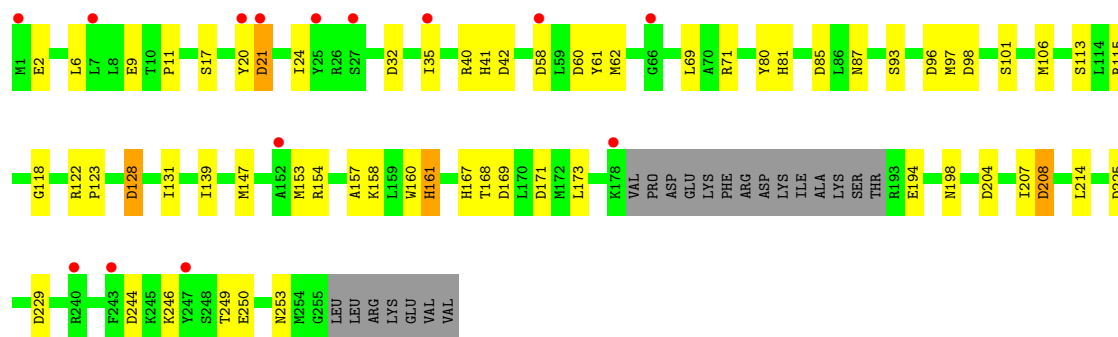 M1 E2 L6 L7 L8 E9 T10 P11 S17 Y20 D21 I24 Y25 R26 S27 D32 I35 R40 H41 D42 D58 L59 D60 Y61 M62 G66 L69 A70 R71 Y80 H81 D85 L86 N87 S93 D96 M97 D98 S101 M106 S113 L114
G118 R122 P123 D128 I131 I139 M147 A152 M153 R154 A157 K158 L159 W160 H161 H167 T168 D169 L170 D171 M172 L173 K178 VAL PRO ASP GLU LYS PHE ARG ASP LYS ILE ALA LYS SER THR R193 E194 N198 D204 I207 D208 L214
D229 R240 F243 D244 K245 K246 Y247 S248 T249 E250 N253 M254 G255 LEU LEU ARG LYS GLU VAL VAL